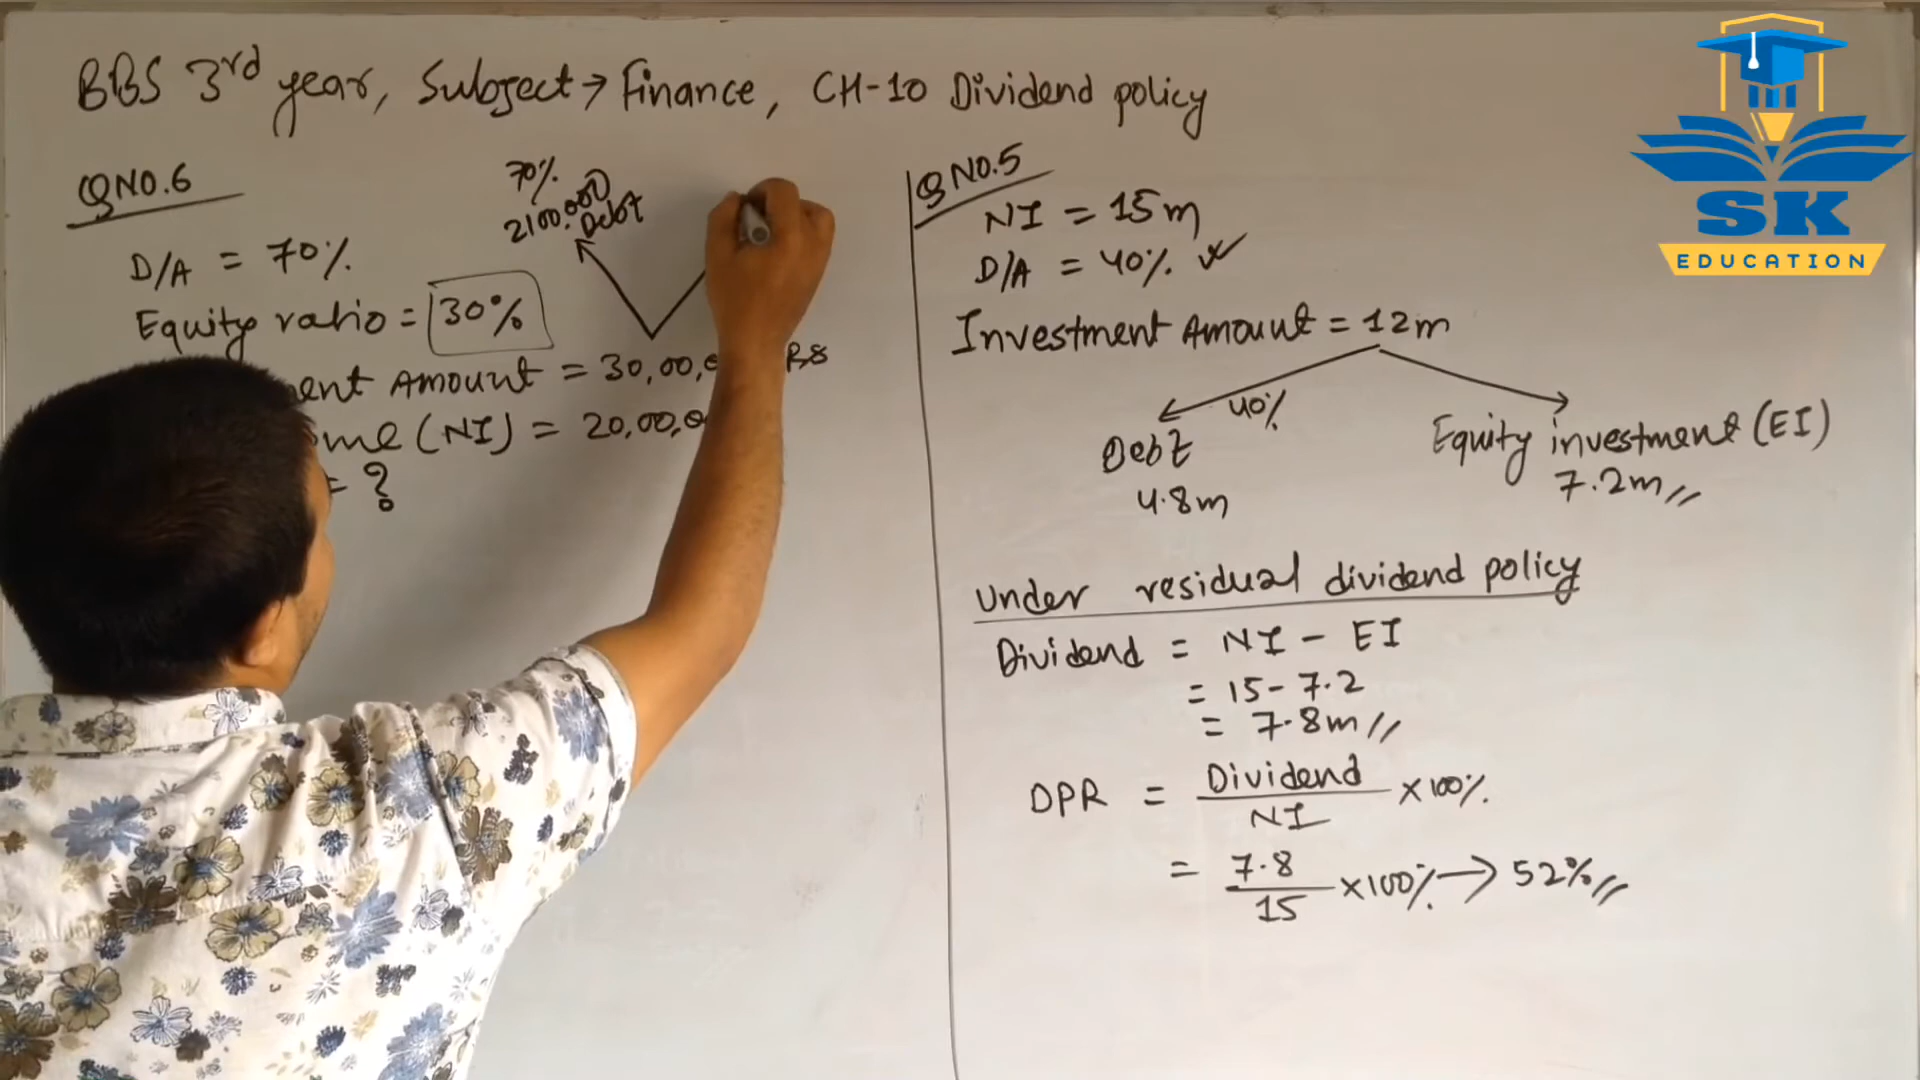 BBS 3rd year, Subject → Finance, CH-10 Dividend policy
Q NO.6
D/A = 70%
Equity ratio = 30%
70%
2100,000
Debt
ent Amount = 30,00,0 RS
ome (NI) = 20,00,0
= ?
Q NO.5
NI = 15m
D/A = 40% ✓
Investment Amount = 12m
40%
Debt
4.8m
Equity investment (EI)
7.2m //
Under residual dividend policy
Dividend = NI - EI
= 15 - 7.2
= 7.8m //
DPR = Dividend / NI × 100%
= 7.8 / 15 × 100% → 52% //
SK
EDUCATION